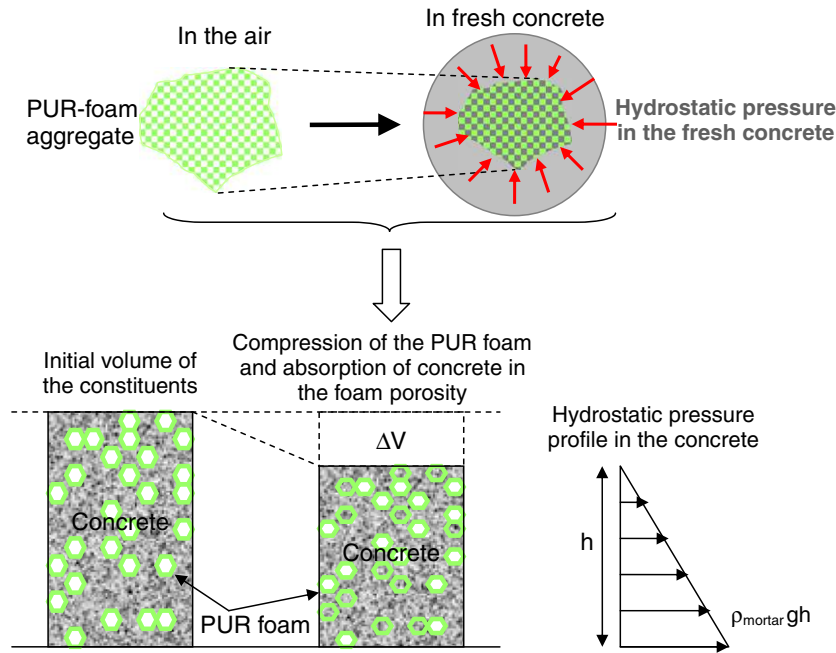 In the air
In fresh concrete
PUR-foam
aggregate
Hydrostatic pressure
in the fresh concrete
Initial volume of
the constituents
Compression of the PUR foam
and absorption of concrete in
the foam porosity
Hydrostatic pressure
profile in the concrete
ΔV
Concrete
Concrete
h
PUR foam
ρmortar gh